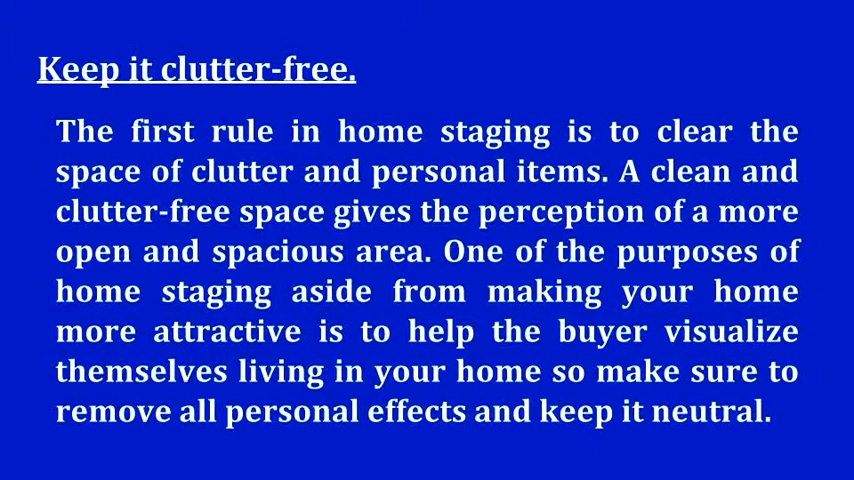 Keep it clutter-free.
The first rule in home staging is to clear the
space of clutter and personal items. A clean and
clutter-free space gives the perception of a more
open and spacious area. One of the purposes of
home staging aside from making your home
more attractive is to help the buyer visualize
themselves living in your home so make sure to
remove all personal effects and keep it neutral.